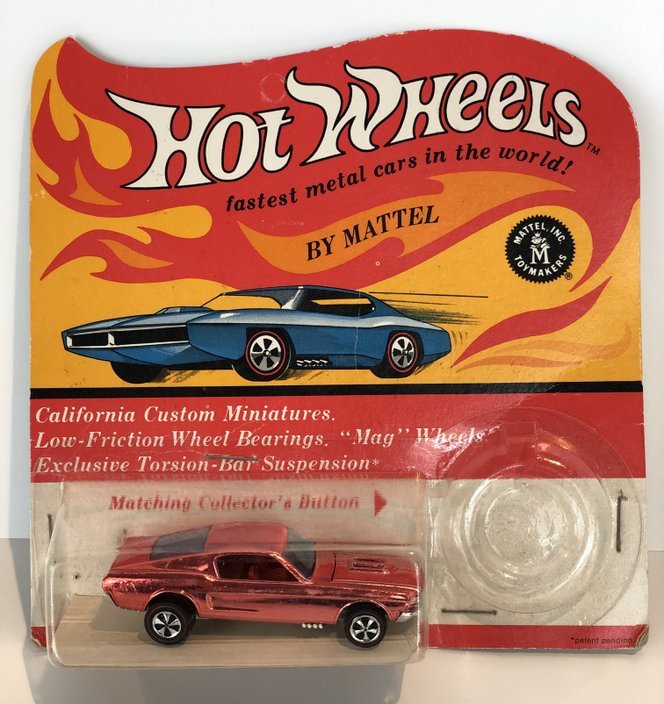 Hot Wheels™
fastest metal cars in the world!
BY MATTEL
MATTEL, INC.
M
TOYMAKERS
®
California Custom Miniatures.
Low-Friction Wheel Bearings. “Mag” Wheels
Exclusive Torsion-Bar Suspension*
Matching Collector's Button
*patent pending